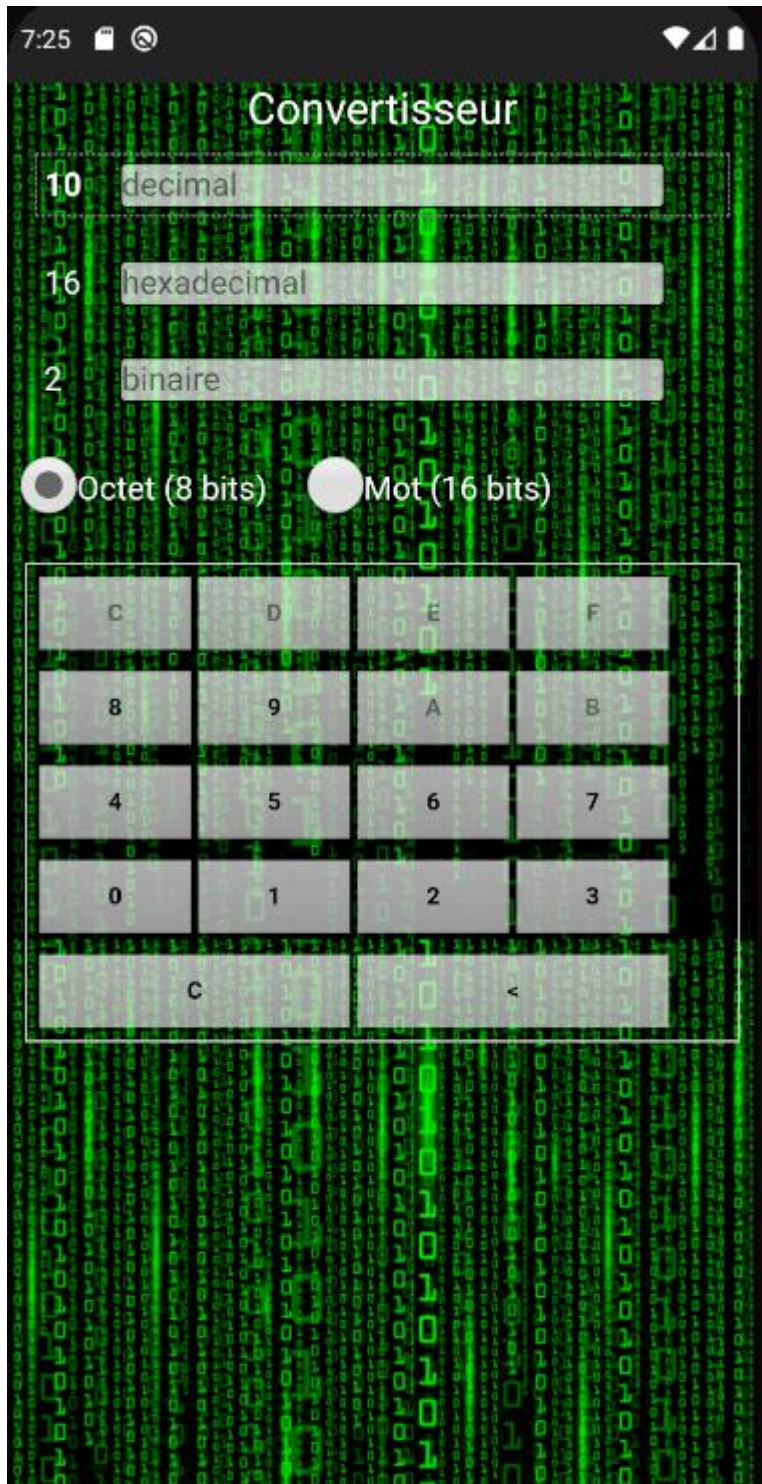 7:25
Convertisseur
10 decimal
16 hexadecimal
2 binaire
Octet (8 bits) Mot (16 bits)
C D E F
8 9 A B
4 5 6 7
0 1 2 3
C <